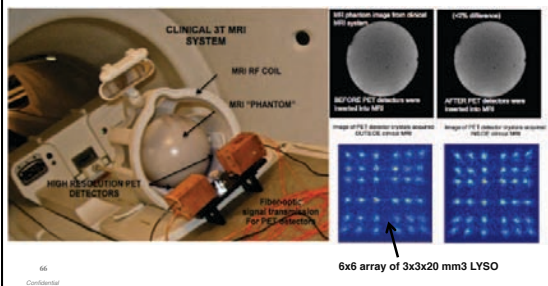 CLINICAL 3T MRI
SYSTEM
MRI RF COIL
MRI "PHANTOM"
HIGH RESOLUTION PET
DETECTORS
Fiber-optic
signal transmission
For PET detectors
MRI phantom image from clinical
MRI system
BEFORE PET detectors were
inserted into MRI
(<2% difference)
AFTER PET detectors were
inserted into MRI
Image of PET detector crystals acquired
OUTSIDE clinical MRI
Image of PET detector crystals acquired
INSIDE clinical MRI
6x6 array of 3x3x20 mm3 LYSO
66
Confidential